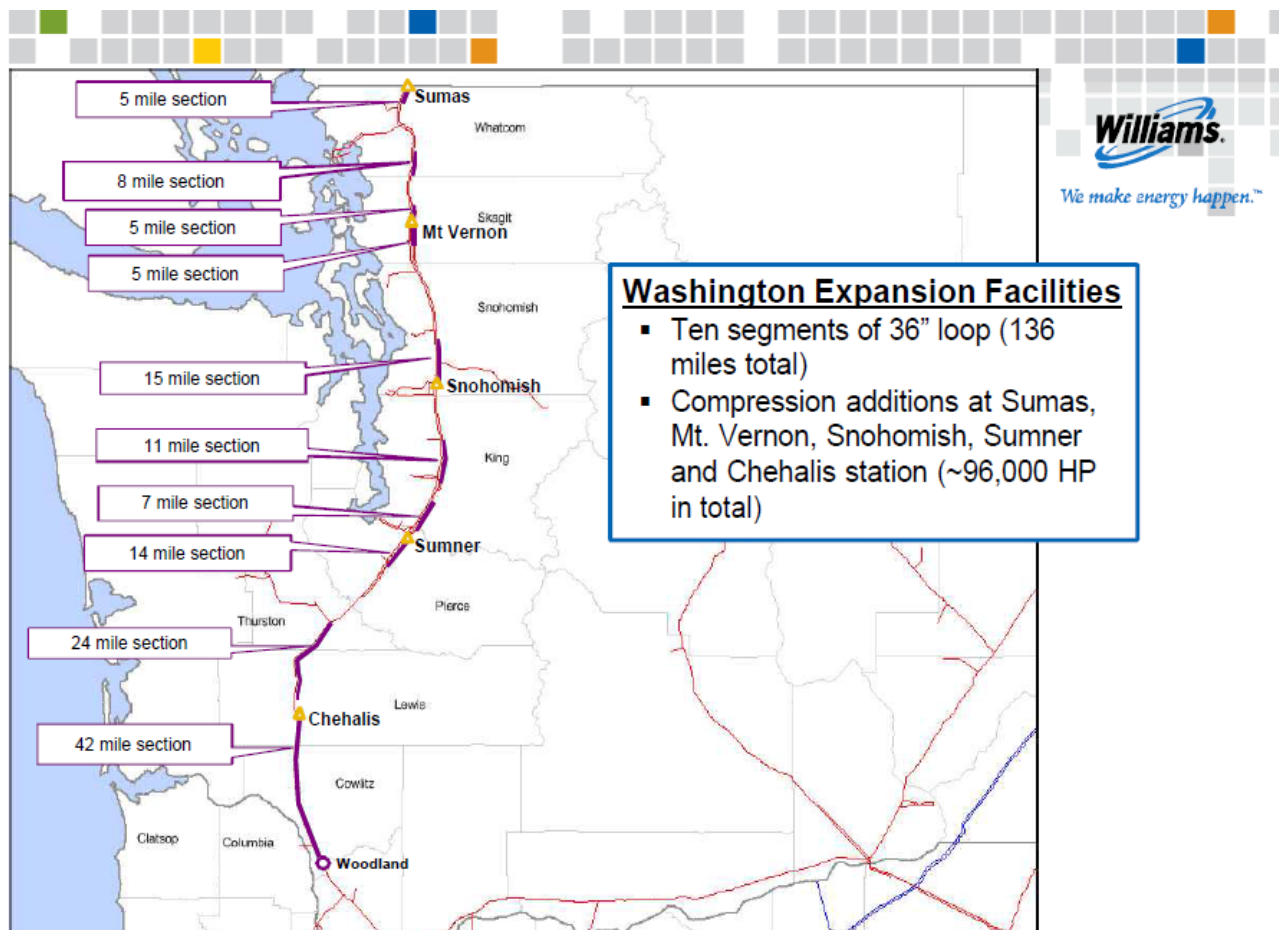 5 mile section
Sumas
Whatcom
Williams.
We make energy happen.™
8 mile section
5 mile section
Skagit
Mt Vernon
5 mile section
Washington Expansion Facilities
▪ Ten segments of 36” loop (136
miles total)
▪ Compression additions at Sumas,
Mt. Vernon, Snohomish, Sumner
and Chehalis station (~96,000 HP
in total)
Snohomish
15 mile section
Snohomish
11 mile section
King
7 mile section
Sumner
14 mile section
Pierce
Thurston
24 mile section
Lewis
Chehalis
42 mile section
Cowlitz
Clatsop
Columbia
Woodland